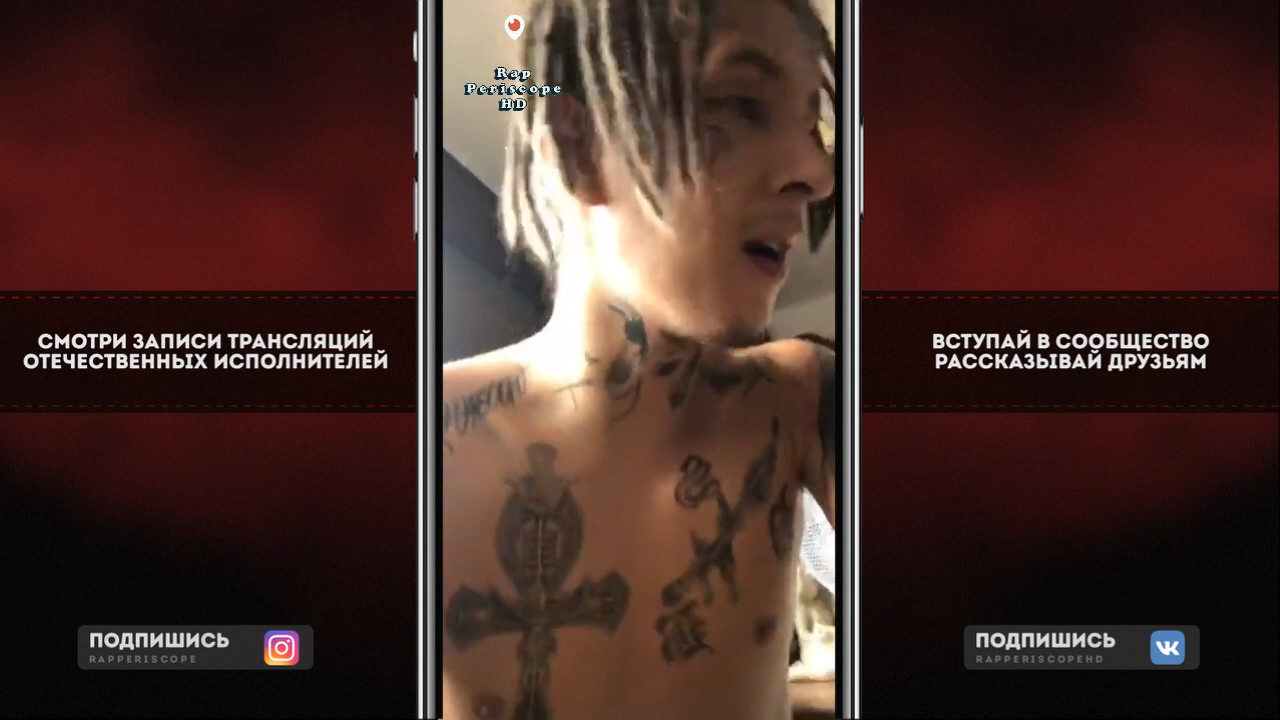 Rap
Periscope
HD
СМОТРИ ЗАПИСИ ТРАНСЛЯЦИЙ
ОТЕЧЕСТВЕННЫХ ИСПОЛНИТЕЛЕЙ
ВСТУПАЙ В СООБЩЕСТВО
РАССКАЗЫВАЙ ДРУЗЬЯМ
ПОДПИШИСЬ
RAPPERISCOPE
ПОДПИШИСЬ
RAPPERISCOPEHD